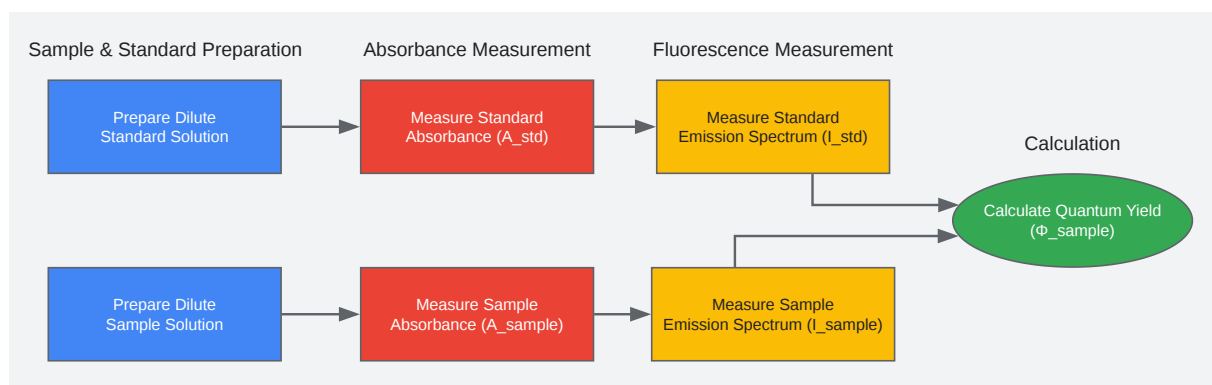 Sample & Standard Preparation
Absorbance Measurement
Fluorescence Measurement
Prepare Dilute
Standard Solution
Measure Standard
Absorbance (A_std)
Measure Standard
Emission Spectrum (I_std)
Calculation
Calculate Quantum Yield
(Φ_sample)
Prepare Dilute
Sample Solution
Measure Sample
Absorbance (A_sample)
Measure Sample
Emission Spectrum (I_sample)